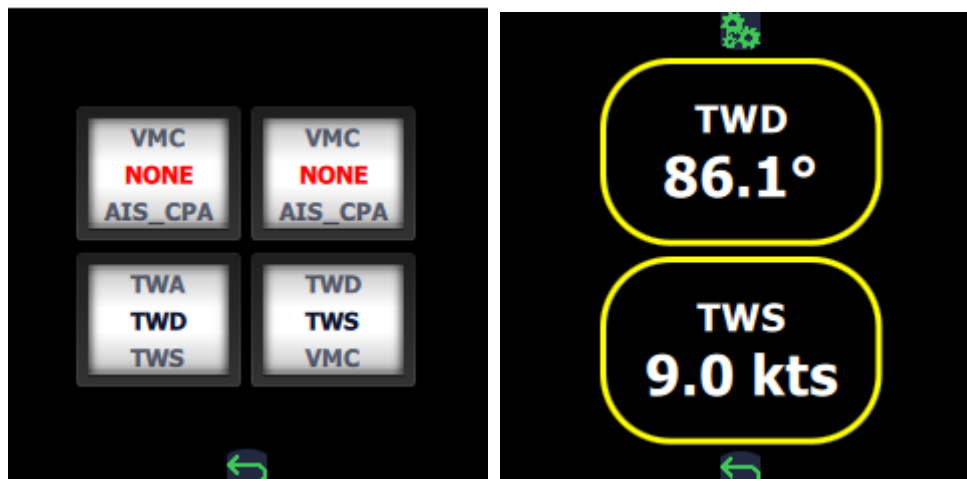 VMC
NONE
AIS_CPA
VMC
NONE
AIS_CPA
TWA
TWD
TWS
TWD
TWS
VMC
TWD
86.1°
TWS
9.0 kts